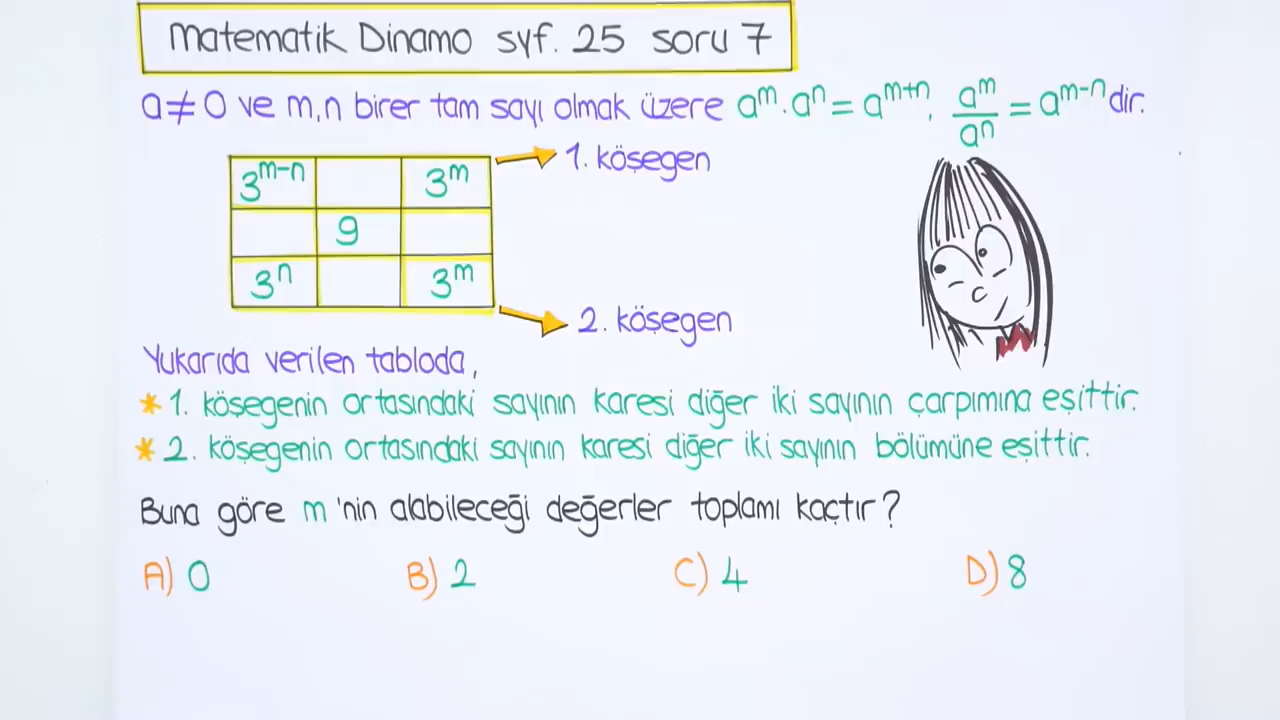 Matematik Dinamo syf. 25 soru 7
a ≠ 0 ve m,n birer tam sayı olmak üzere aᵐ.aⁿ = aᵐ⁺ⁿ, aᵐ/aⁿ = aᵐ⁻ⁿ dir.
3ᵐ⁻ⁿ 3ᵐ 1. köşegen
9
3ⁿ 3ᵐ 2. köşegen
Yukarıda verilen tabloda,
* 1. köşegenin ortasındaki sayının karesi diğer iki sayının çarpımına eşittir.
* 2. köşegenin ortasındaki sayının karesi diğer iki sayının bölümüne eşittir.
Buna göre m'nin alabileceği değerler toplamı kaçtır?
A) 0 B) 2 C) 4 D) 8